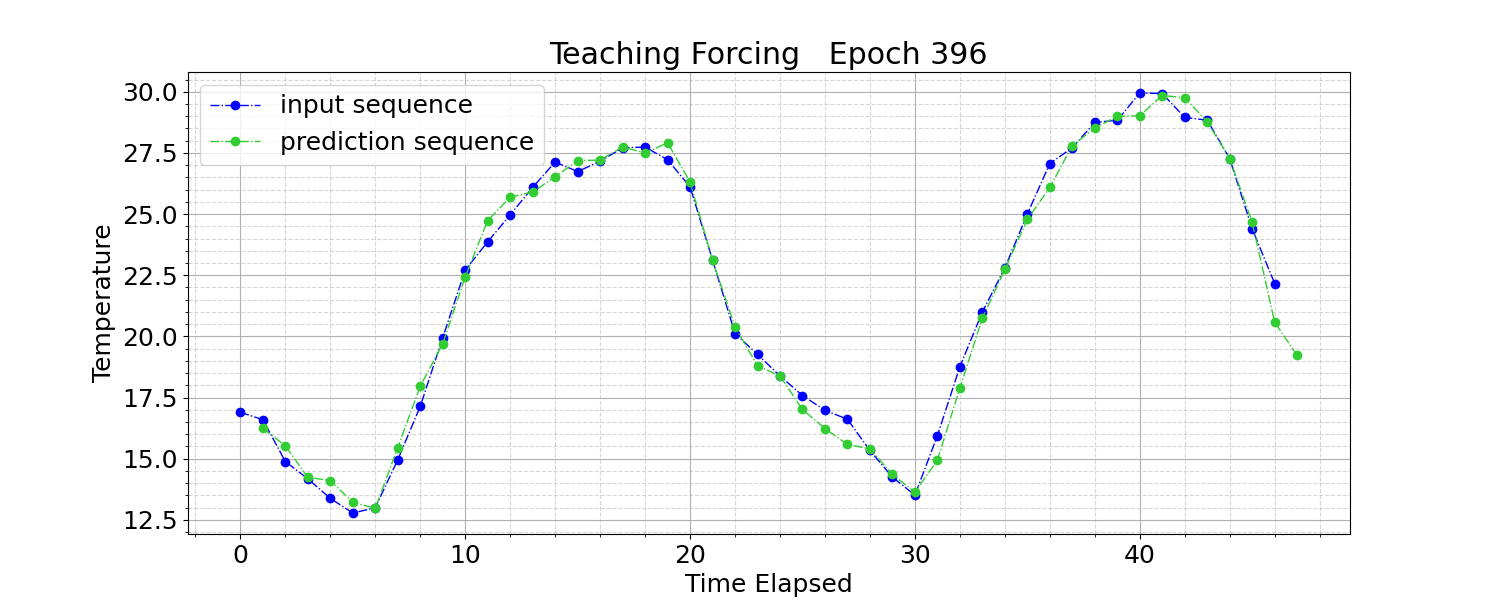 Teaching Forcing   Epoch 396
input sequence
prediction sequence
30.0
27.5
25.0
22.5
20.0
17.5
15.0
12.5
Temperature
0 10 20 30 40
Time Elapsed